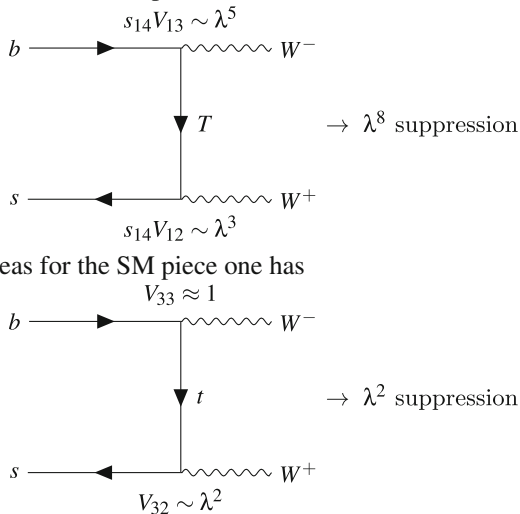 s₁₄V₁₃ ∼ λ⁵
b W⁻
T → λ⁸ suppression
s W⁺
s₁₄V₁₂ ∼ λ³
eas for the SM piece one has
V₃₃ ≈ 1
b W⁻
t → λ² suppression
s W⁺
V₃₂ ∼ λ²